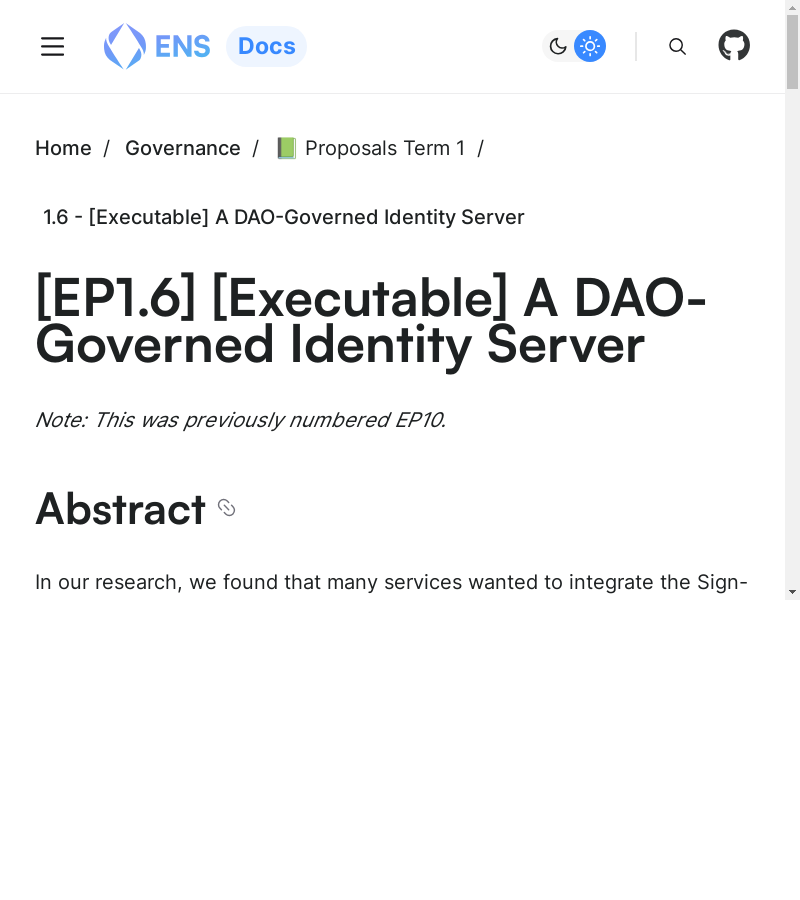 ENS Docs
Home / Governance / 📗 Proposals Term 1 /
1.6 - [Executable] A DAO-Governed Identity Server
[EP1.6] [Executable] A DAO-
Governed Identity Server
Note: This was previously numbered EP10.
Abstract
In our research, we found that many services wanted to integrate the Sign-